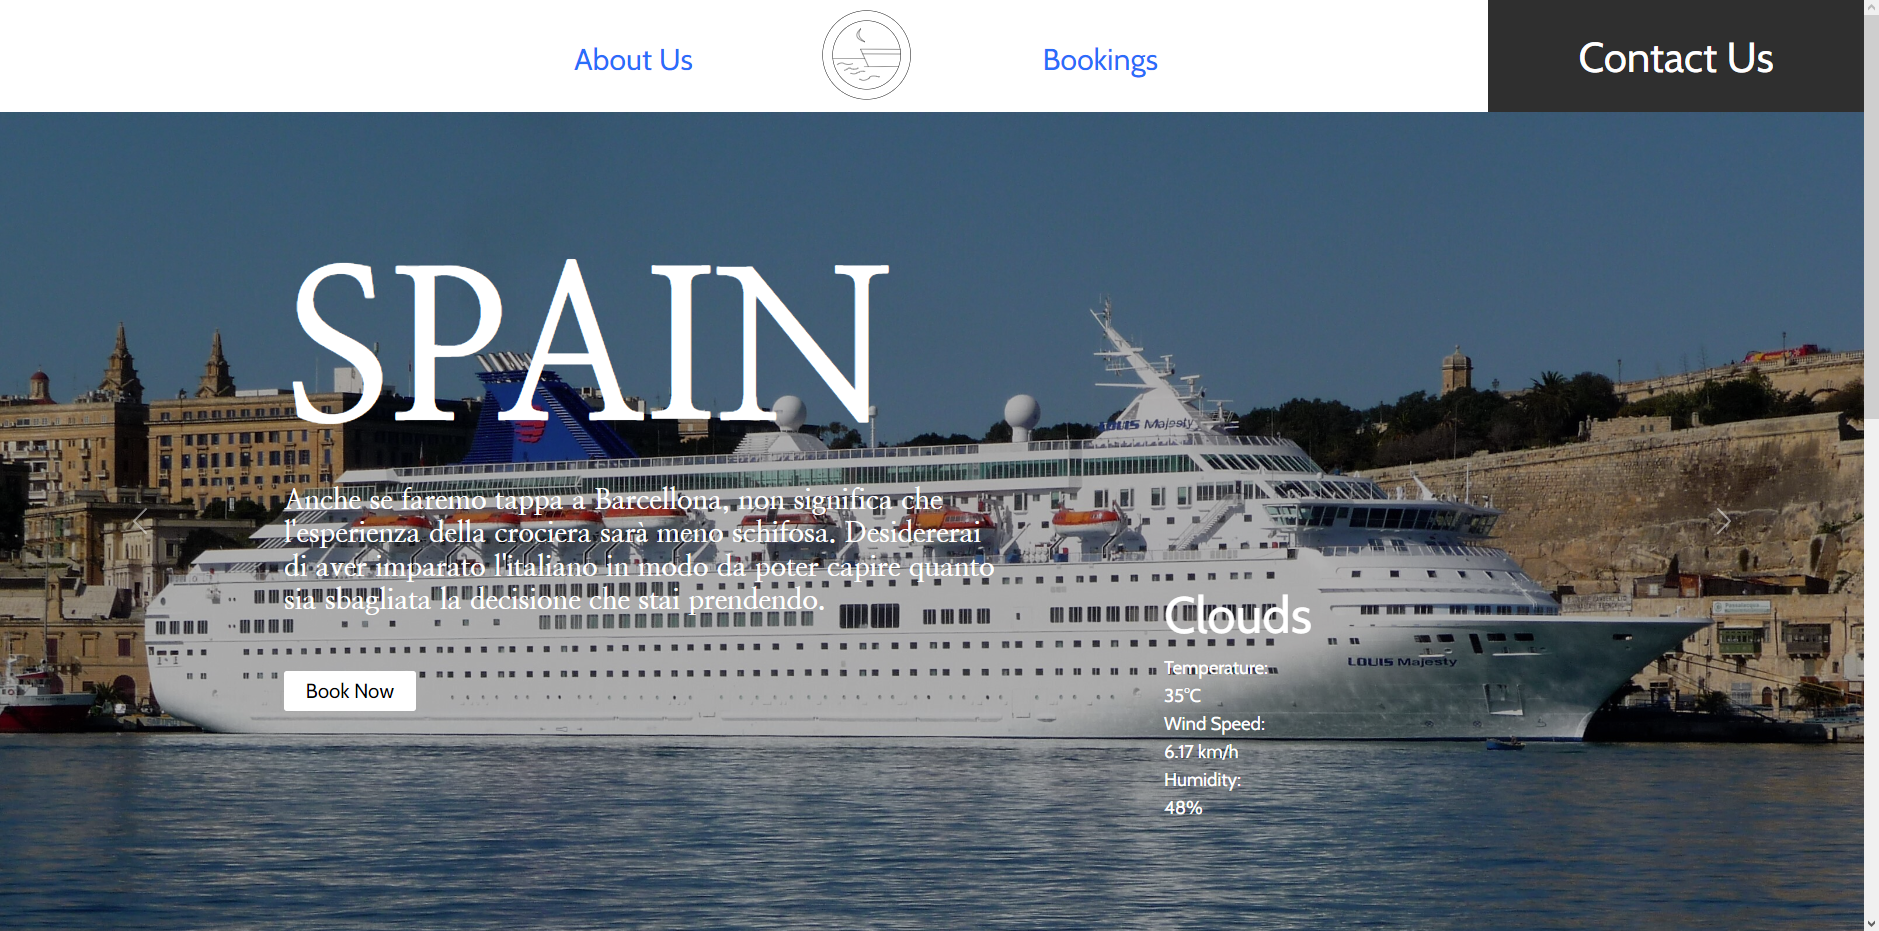 About Us
Bookings
Contact Us
SPAIN
LOUIS Majesty
Anche se faremo tappa a Barcellona, non significa che
l'esperienza della crociera sarà meno schifosa. Desidererai
di aver imparato l'italiano in modo da poter capire quanto
sia sbagliata la decisione che stai prendendo.
Book Now
Clouds
Temperature:
35°C
Wind Speed:
6.17 km/h
Humidity:
48%
LOUIS Majesty